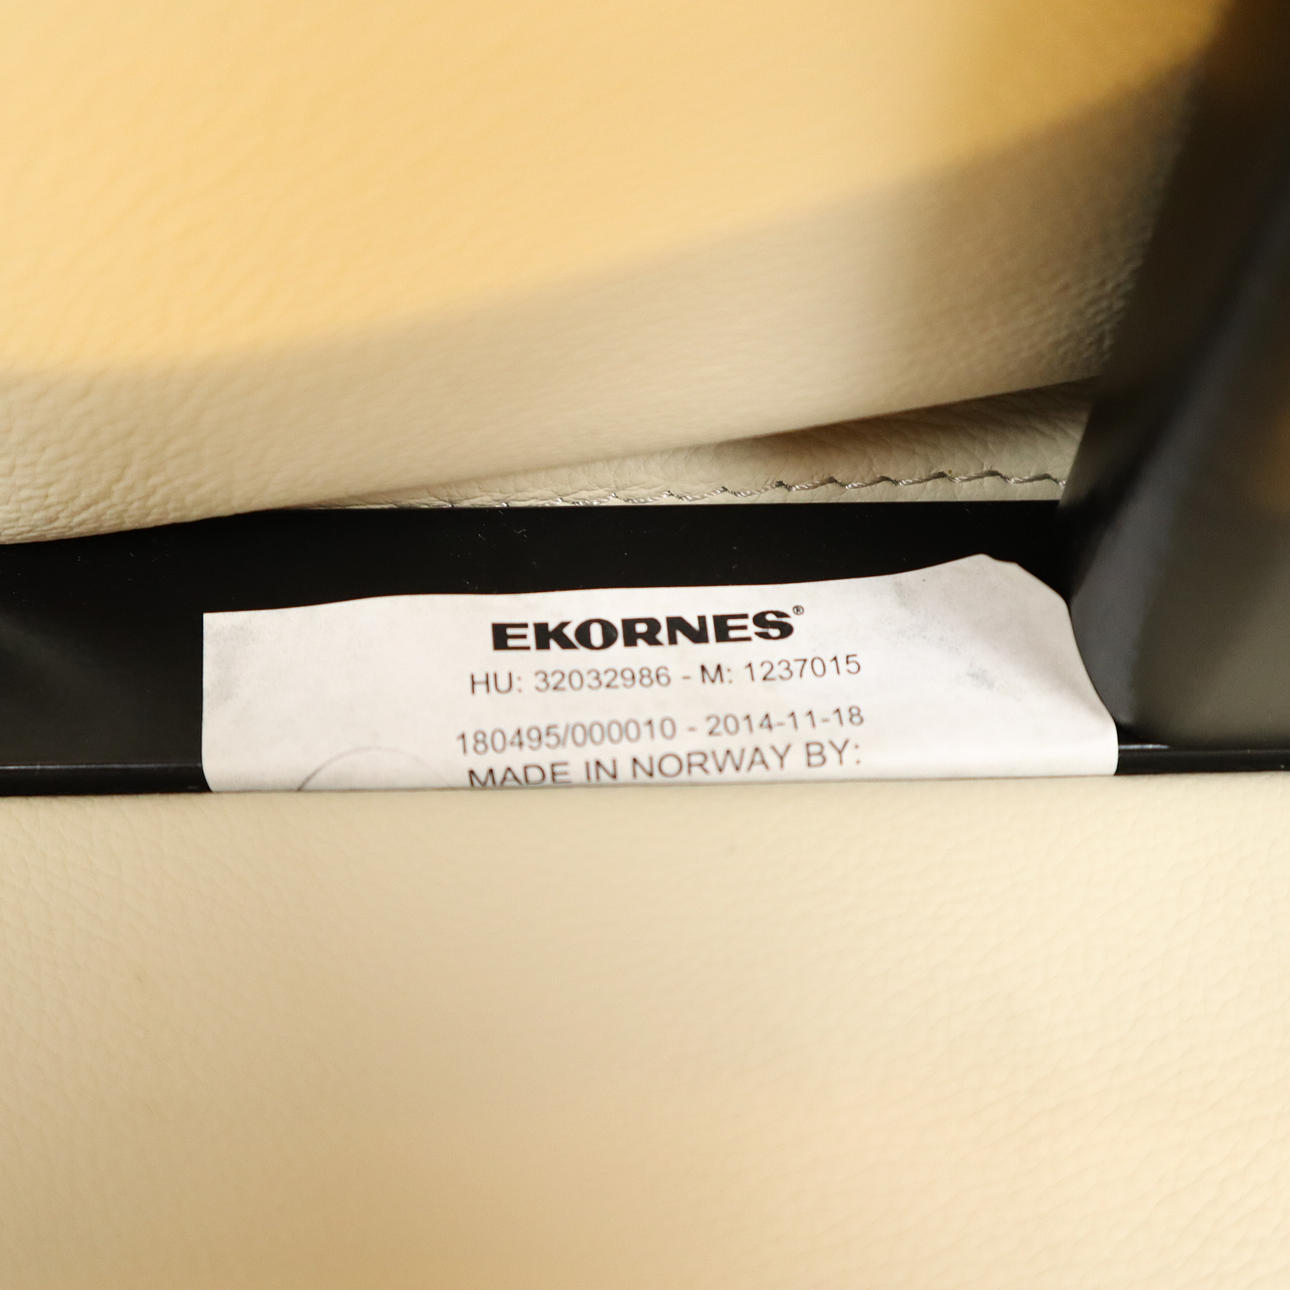 EKORNES®
HU: 32032986 - M: 1237015
180495/000010 - 2014-11-18
MADE IN NORWAY BY: